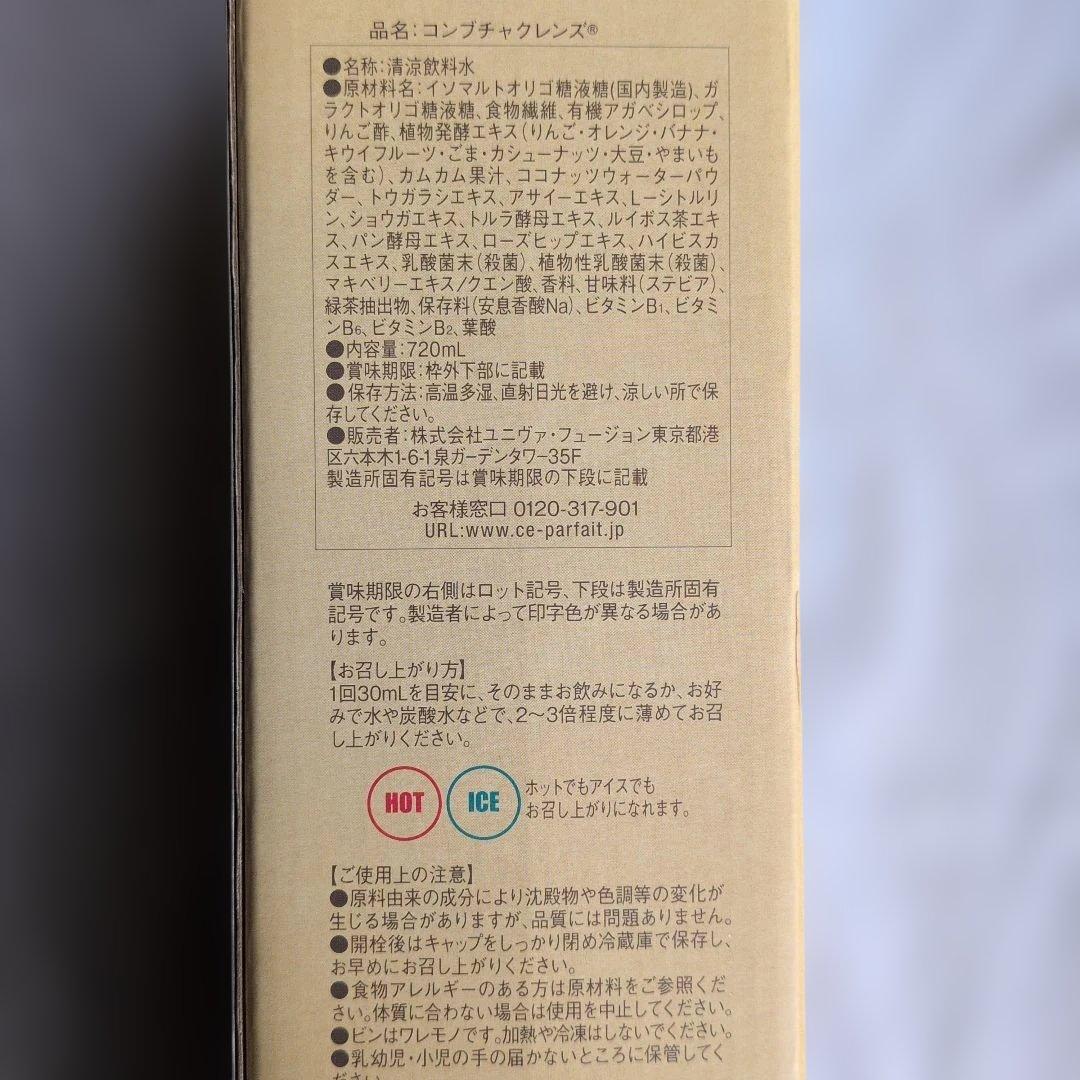 品名:コンブチャクレンズ®
●名称:清涼飲料水
●原材料名:イソマルトオリゴ糖液糖(国内製造)、ガ
ラクトオリゴ糖液糖、食物繊維、有機アガベシロップ、
りんご酢、植物発酵エキス(りんご・オレンジ・バナナ・
キウイフルーツ・ごま・カシューナッツ・大豆・やまいも
を含む)、カムカム果汁、ココナッツウォーターパウ
ダー、トウガラシエキス、アサイーエキス、L-シトルリ
ン、ショウガエキス、トルラ酵母エキス、ルイボス茶エキ
ス、パン酵母エキス、ローズヒップエキス、ハイビスカ
スエキス、乳酸菌末(殺菌)、植物性乳酸菌末(殺菌)、
マキベリーエキス/クエン酸、香料、甘味料(ステビア)、
緑茶抽出物、保存料(安息香酸Na)、ビタミンB1、ビタミ
ンB6、ビタミンB2、葉酸
●内容量:720mL
●賞味期限:枠外下部に記載
●保存方法:高温多湿、直射日光を避け、涼しい所で保
存してください。
●販売者:株式会社ユニヴァ・フュージョン東京都港
区六本木1-6-1泉ガーデンタワー35F
製造所固有記号は賞味期限の下段に記載
お客様窓口 0120-317-901
URL:www.ce-parfait.jp
賞味期限の右側はロット記号、下段は製造所固有
記号です。製造者によって印字色が異なる場合があ
ります。
【お召し上がり方】
1回30mLを目安に、そのままお飲みになるか、お好
みで水や炭酸水などで、2〜3倍程度に薄めてお召
し上がりください。
HOT ICE ホットでもアイスでも
お召し上がりになれます。
【ご使用上の注意】
●原料由来の成分により沈殿物や色調等の変化が
生じる場合がありますが、品質には問題ありません。
●開栓後はキャップをしっかり閉め冷蔵庫で保存し、
お早めにお召し上がりください。
●食物アレルギーのある方は原材料をご参照くだ
さい。体質に合わない場合は使用を中止してください。
●ビンはワレモノです。加熱や冷凍はしないでください。
●乳幼児・小児の手の届かないところに保管してく
ださい。